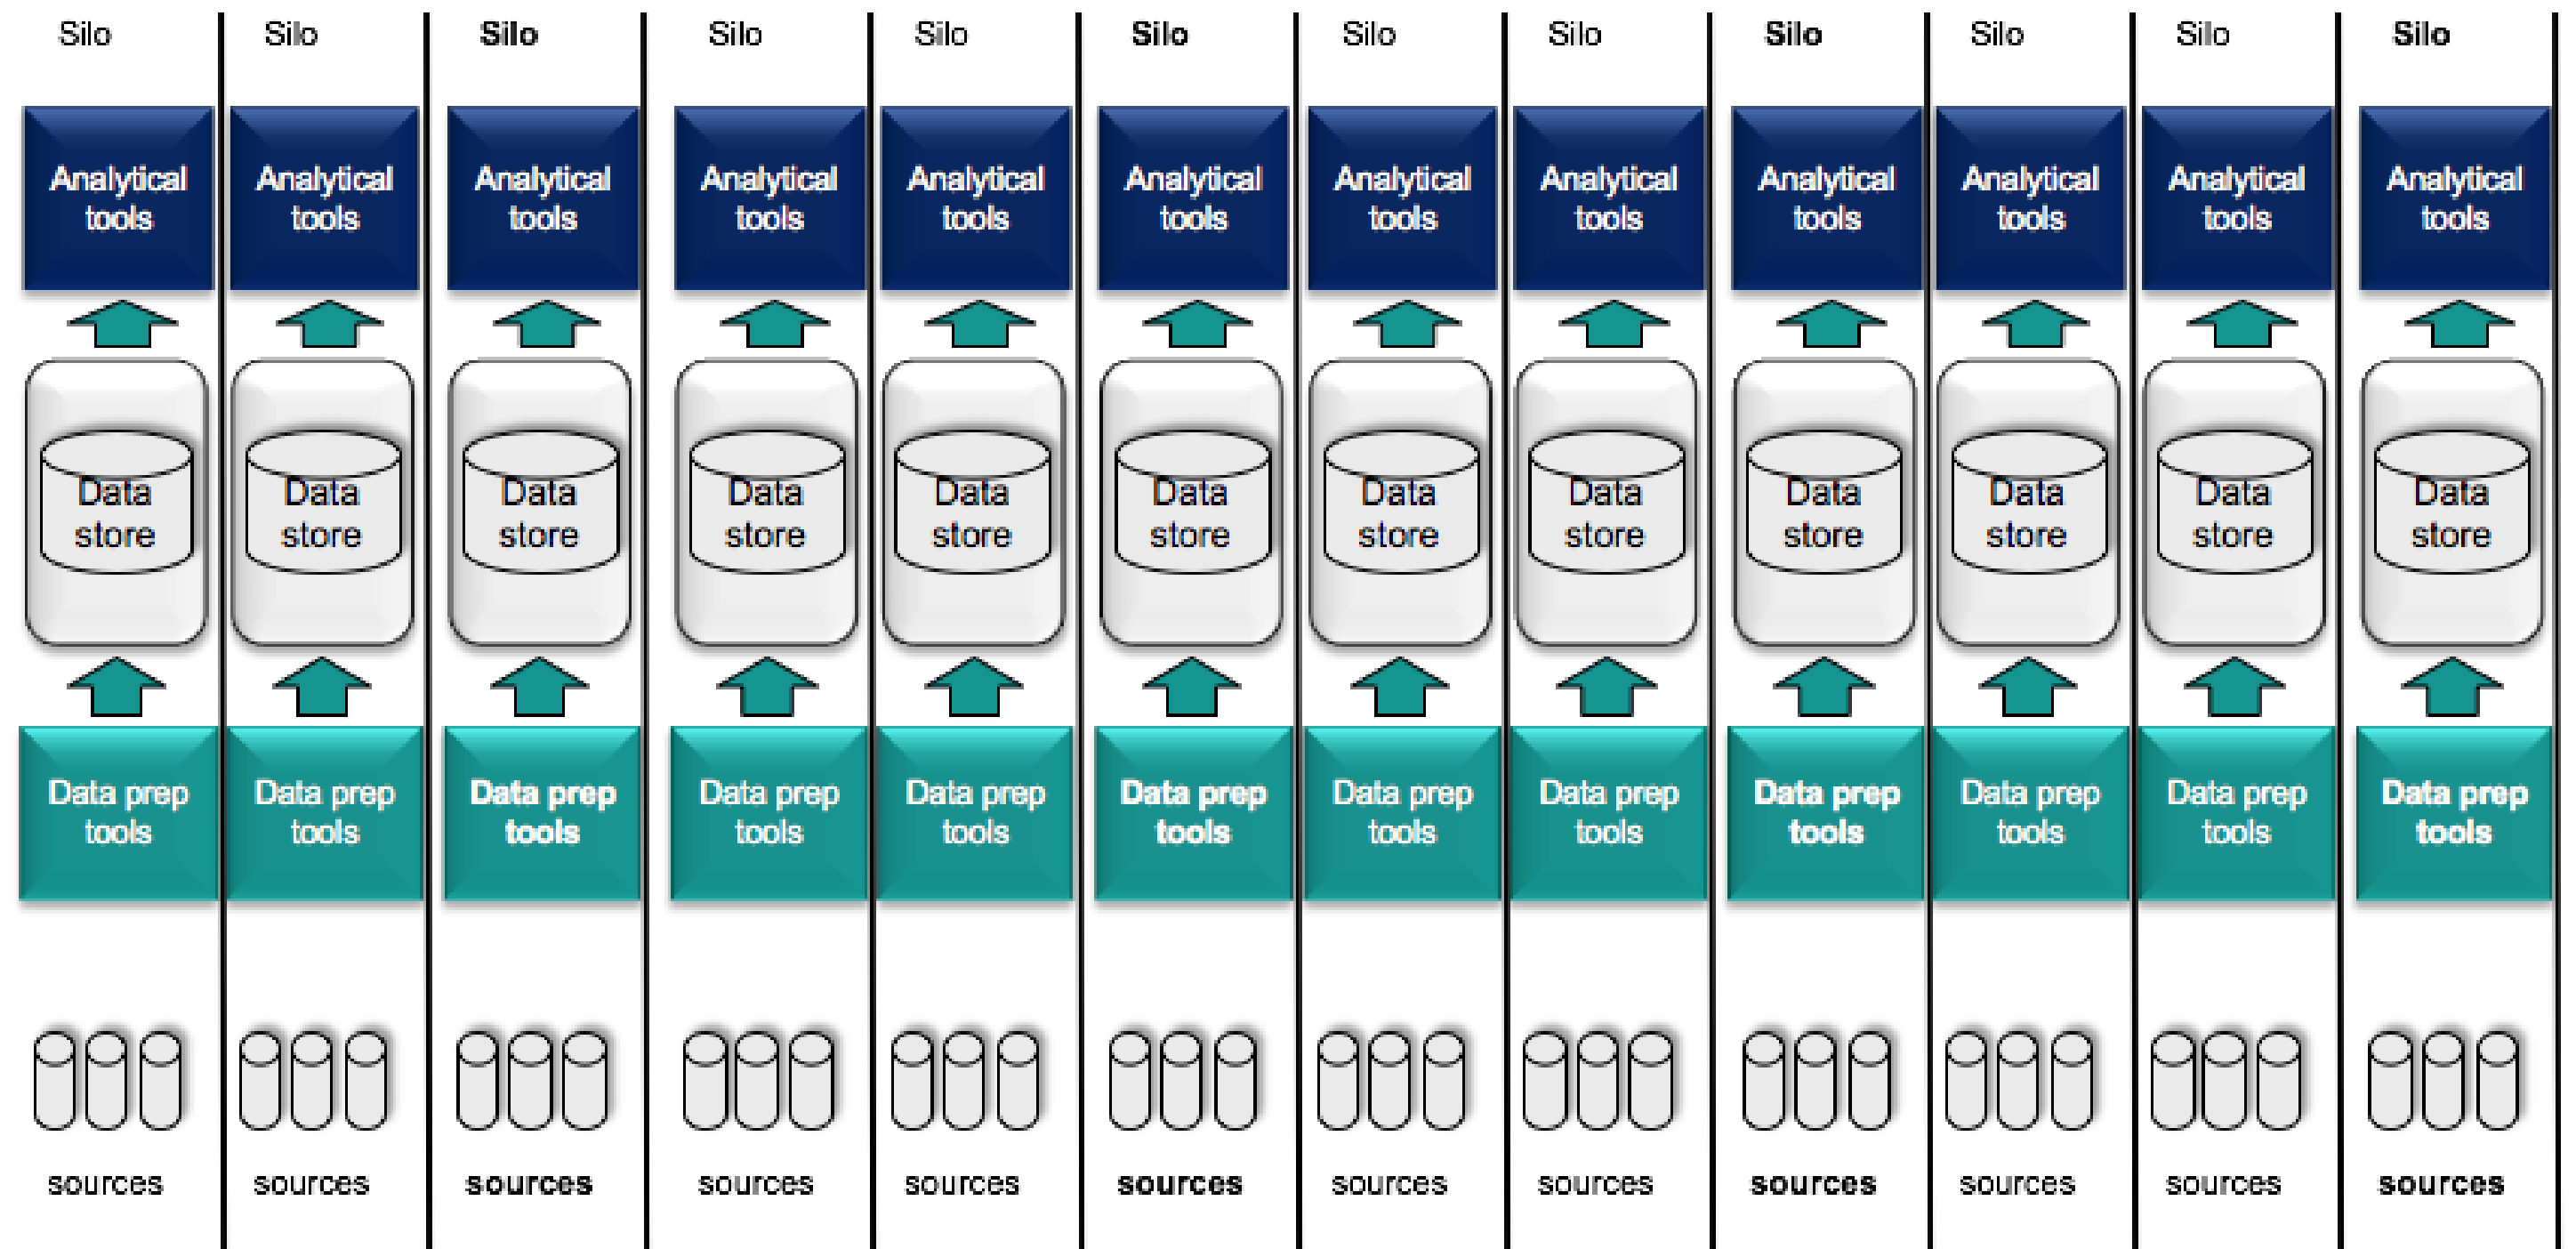 Silo Silo Silo Silo Silo Silo Silo Silo Silo Silo Silo Silo
Analytical Analytical Analytical Analytical Analytical Analytical Analytical Analytical Analytical Analytical Analytical Analytical
tools tools tools tools tools tools tools tools tools tools tools tools
Data Data Data Data Data Data Data Data Data Data Data Data
store store store store store store store store store store store store
Data prep Data prep Data prep Data prep Data prep Data prep Data prep Data prep Data prep Data prep Data prep Data prep
tools tools tools tools tools tools tools tools tools tools tools tools
sources sources sources sources sources sources sources sources sources sources sources sources